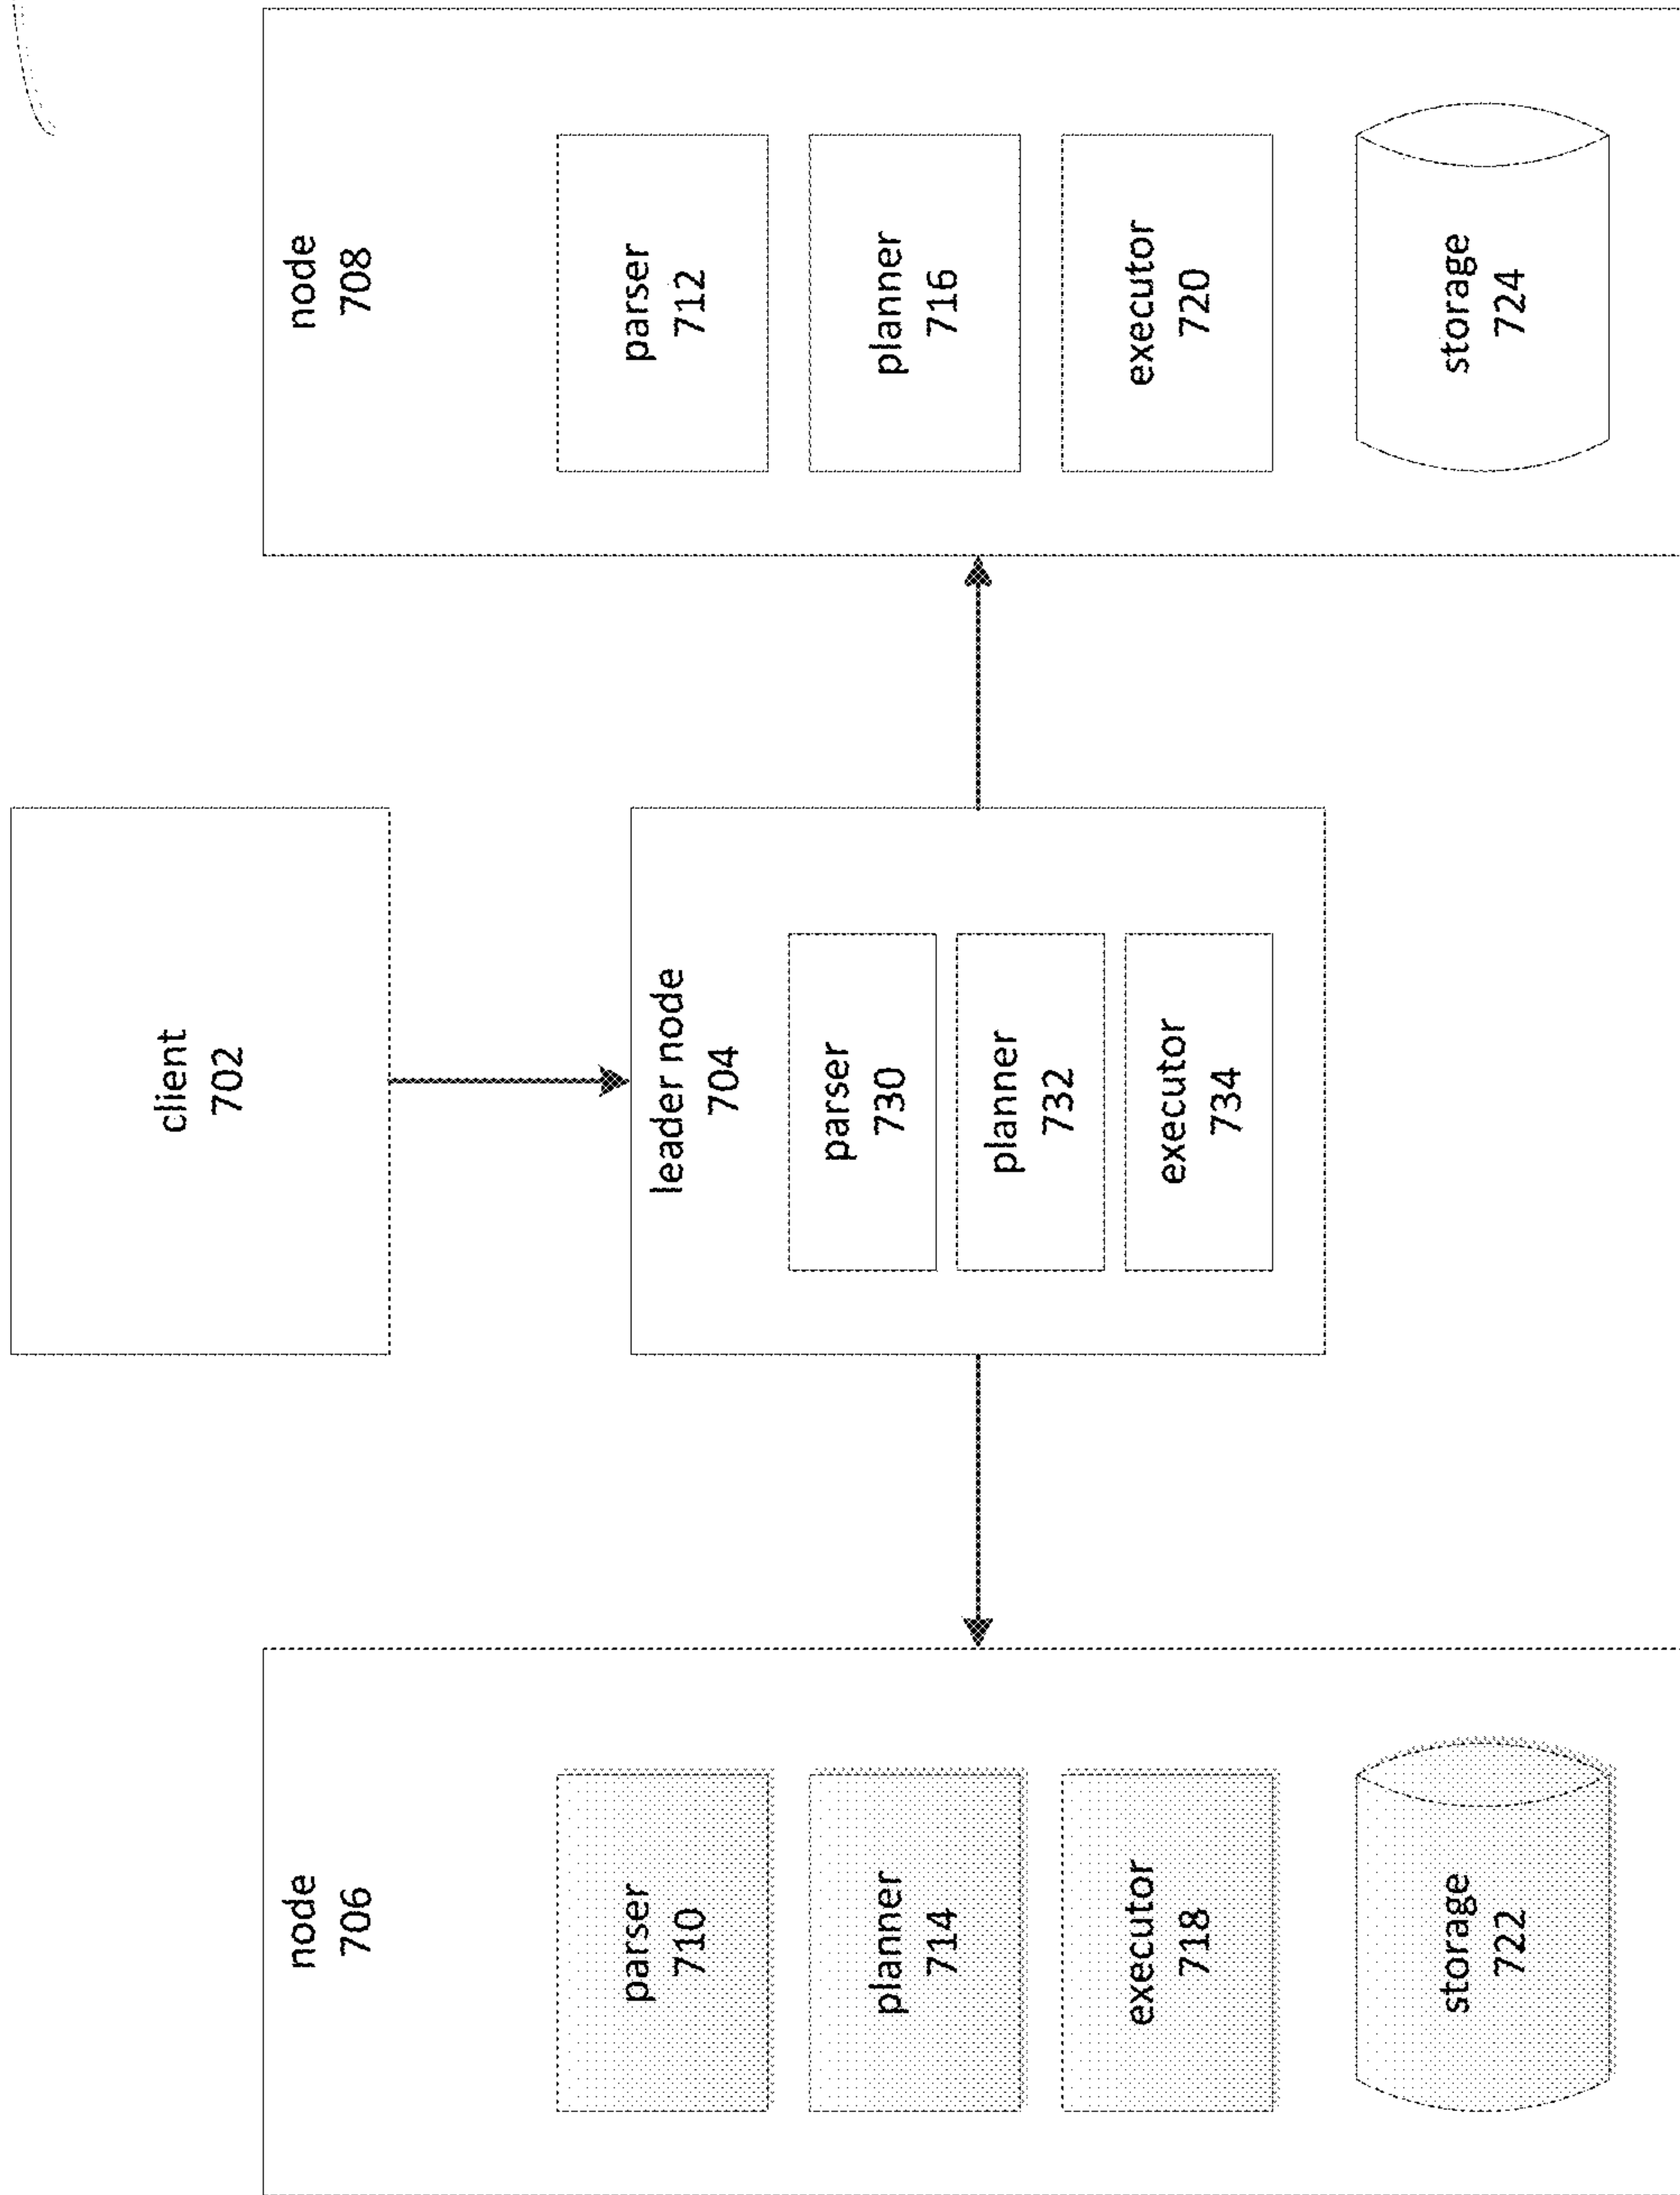 client
702
leader node
704
parser
730
planner
732
executor
734
node
706
parser
710
planner
714
executor
718
storage
722
node
708
parser
712
planner
716
executor
720
storage
724